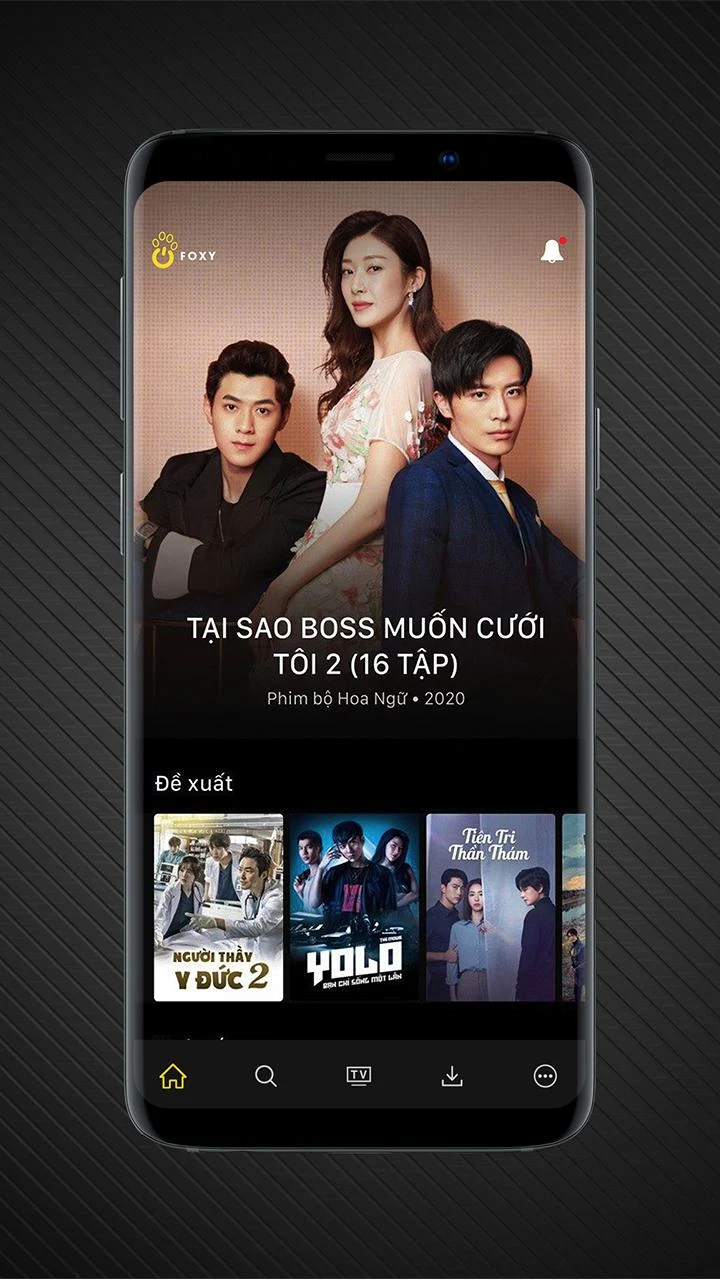 FOXY
TẠI SAO BOSS MUỐN CƯỚI
TÔI 2 (16 TẬP)
Phim bộ Hoa Ngữ • 2020
Đề xuất
NGƯỜI THẦY
Y ĐỨC 2
THE MOVIE
YOLO
BẠN CHỈ SỐNG MỘT LẦN
Tiên Tri
Thần Thám
TV